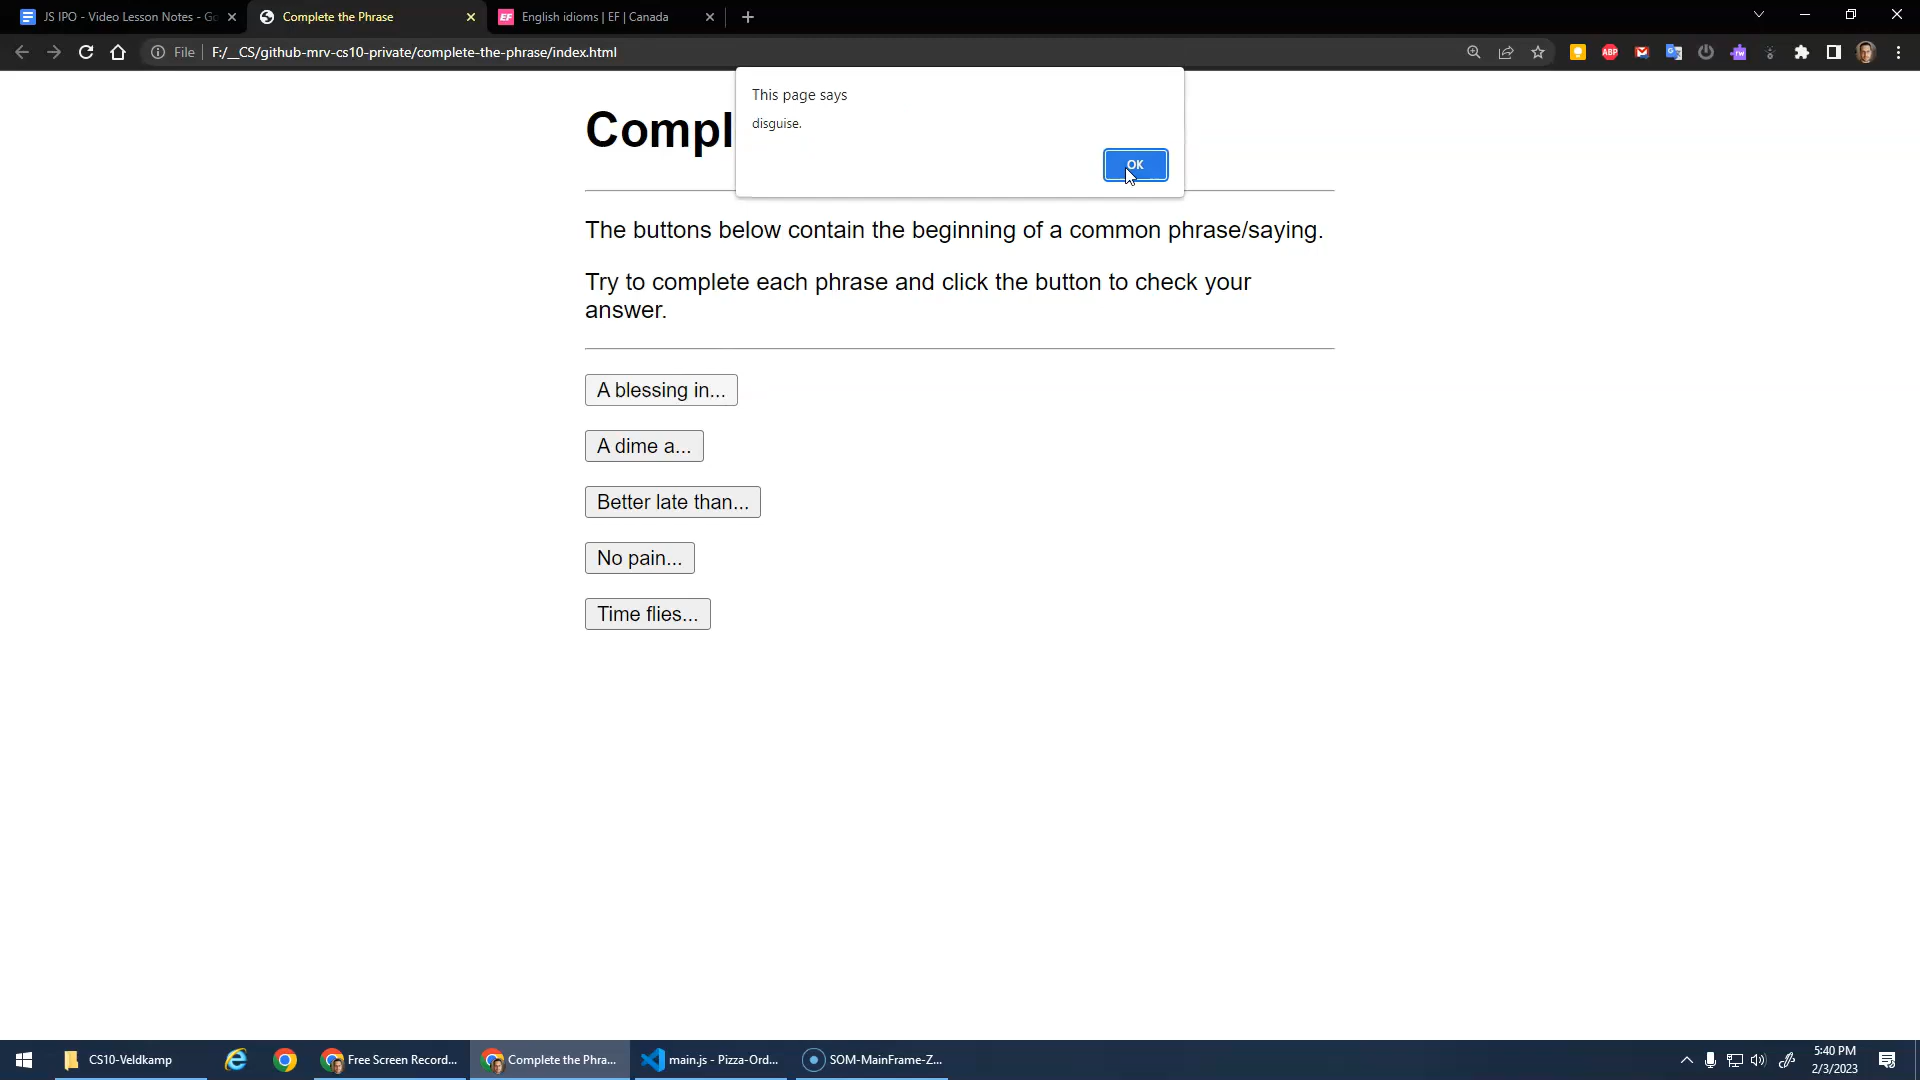 JS IPO - Video Lesson Notes - Go
Complete the Phrase
EF English idioms | EF | Canada
File F:/__CS/github-mrv-cs10-private/complete-the-phrase/index.html
ABP
This page says
disguise.
OK
Compl
The buttons below contain the beginning of a common phrase/saying.
Try to complete each phrase and click the button to check your
answer.
A blessing in...
A dime a...
Better late than...
No pain...
Time flies...
CS10-Veldkamp
Free Screen Record...
Complete the Phra...
main.js - Pizza-Ord...
SOM-MainFrame-Z...
5:40 PM
2/3/2023